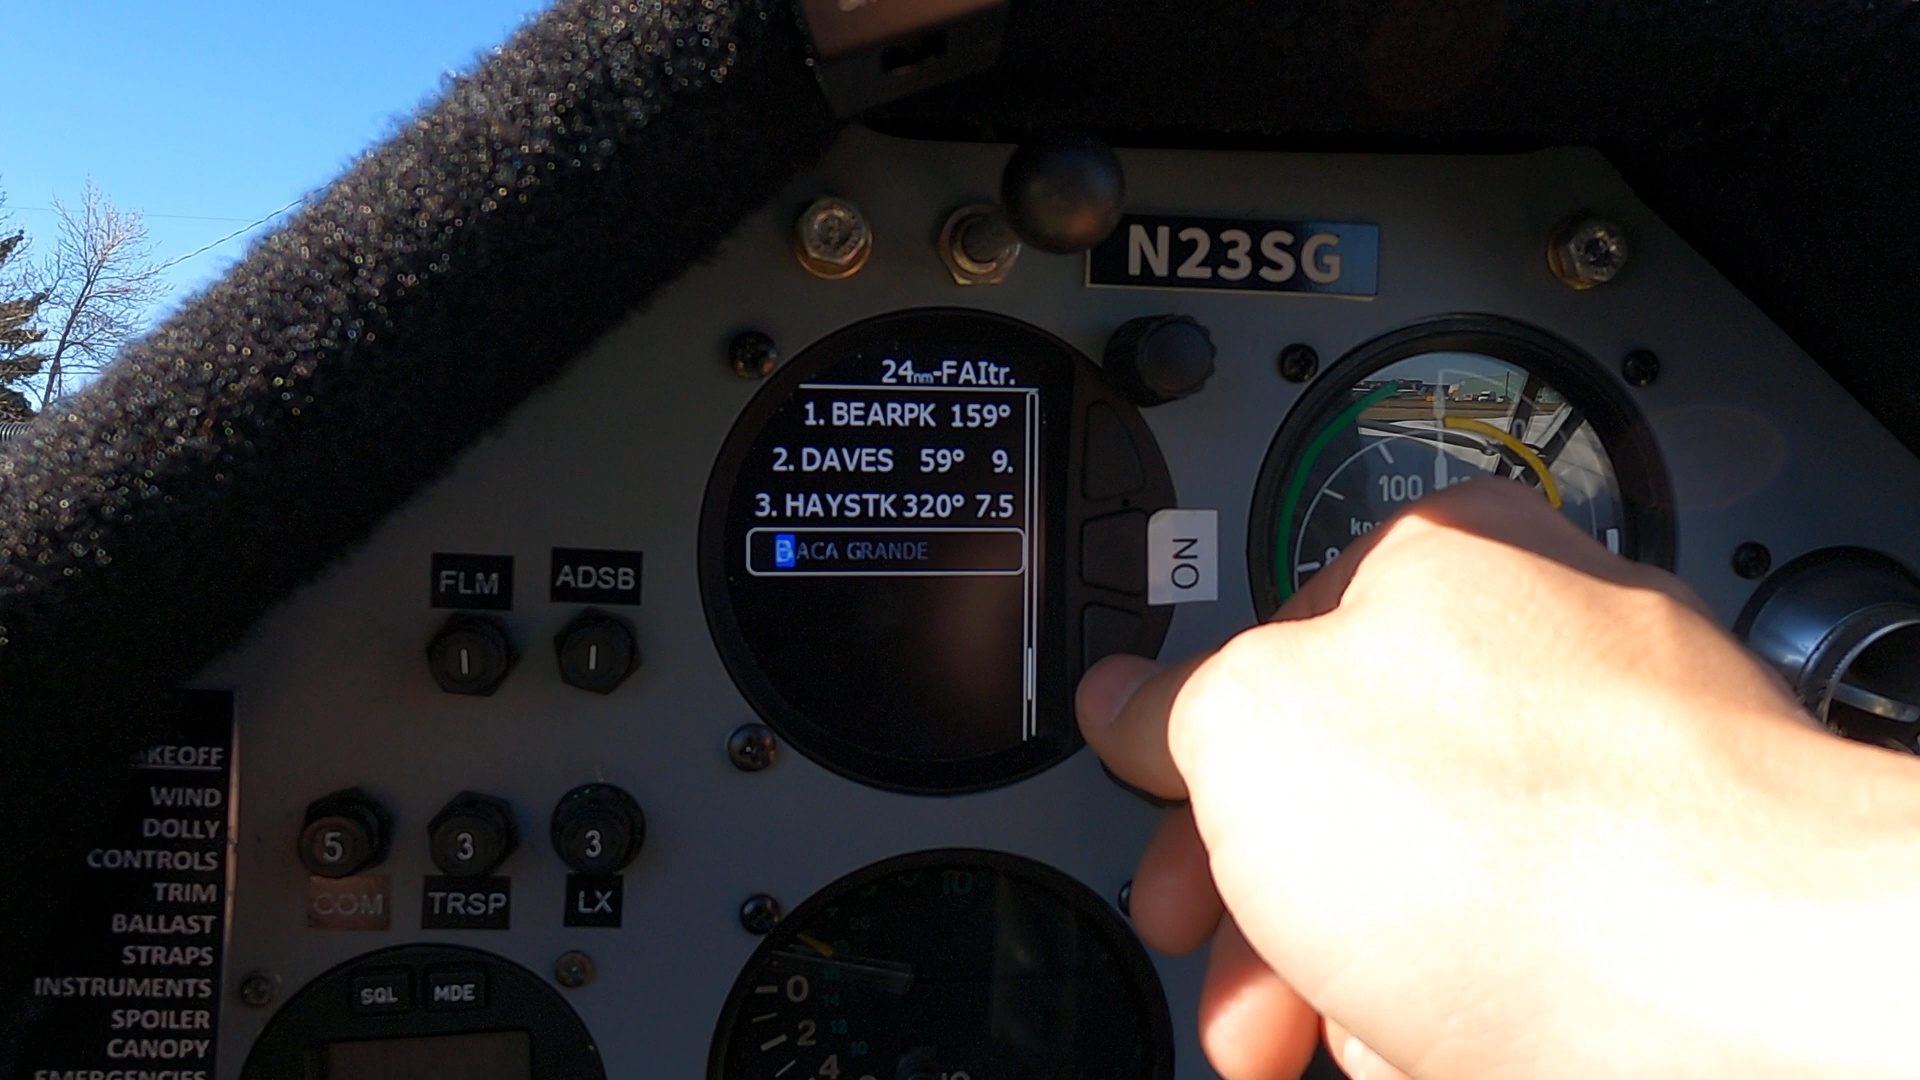 N23SG
24nm-FAItr.
1. BEARPK 159°
2. DAVES 59° 9.
3. HAYSTK 320° 7.5
BACA GRANDE
ON
100
FLM
ADSB
5
3
3
COM
TRSP
LX
WIND
DOLLY
CONTROLS
TRIM
BALLAST
STRAPS
INSTRUMENTS
SPOILER
CANOPY
EMERGENCIES
SQL
MDE
10
0
2
4